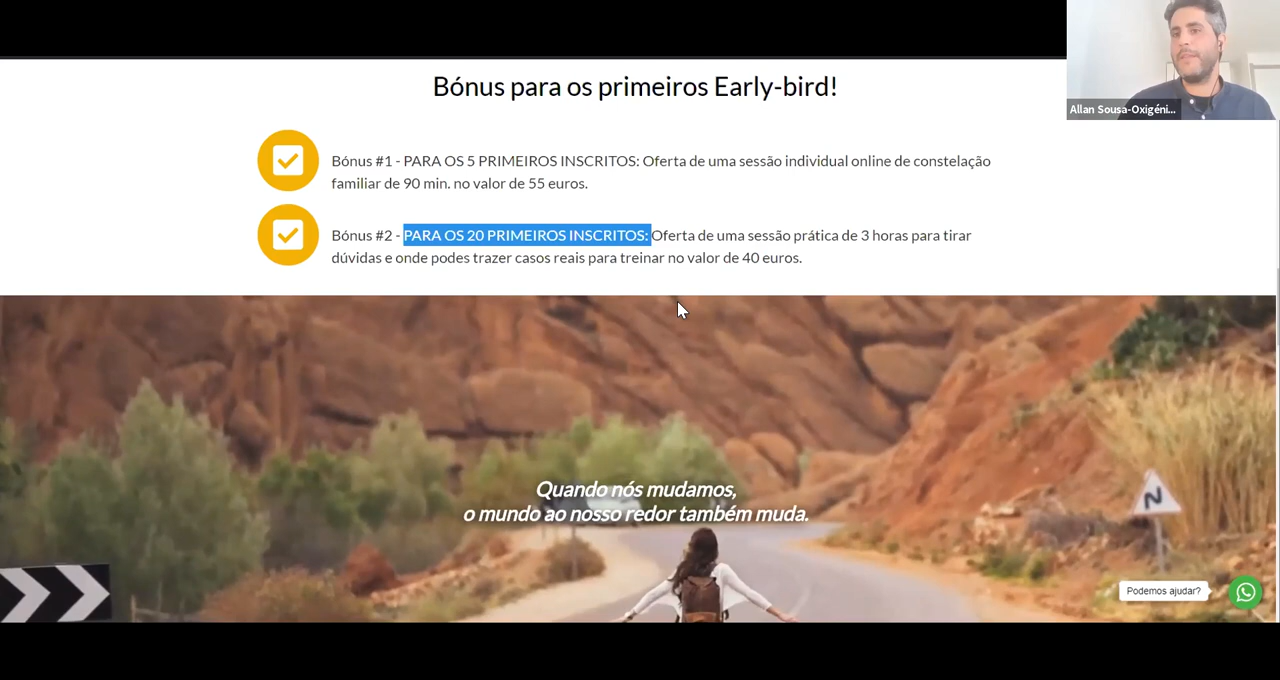 Bónus para os primeiros Early-bird!
Allan Sousa-Oxigéni...
Bónus #1 - PARA OS 5 PRIMEIROS INSCRITOS: Oferta de uma sessão individual online de constelação
familiar de 90 min. no valor de 55 euros.
Bónus #2 - PARA OS 20 PRIMEIROS INSCRITOS: Oferta de uma sessão prática de 3 horas para tirar
dúvidas e onde podes trazer casos reais para treinar no valor de 40 euros.
Quando nós mudamos,
o mundo ao nosso redor também muda.
Podemos ajudar?